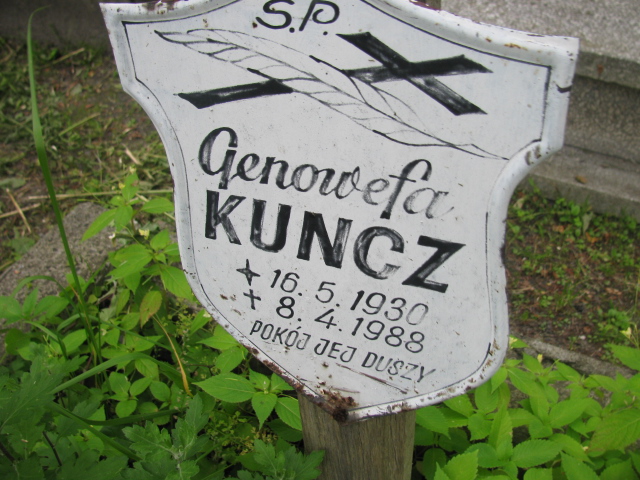 S.P.
Genowefa
KUNCZ
16.5.1930
8.4.1988
POKÓJ JEJ DUSZY